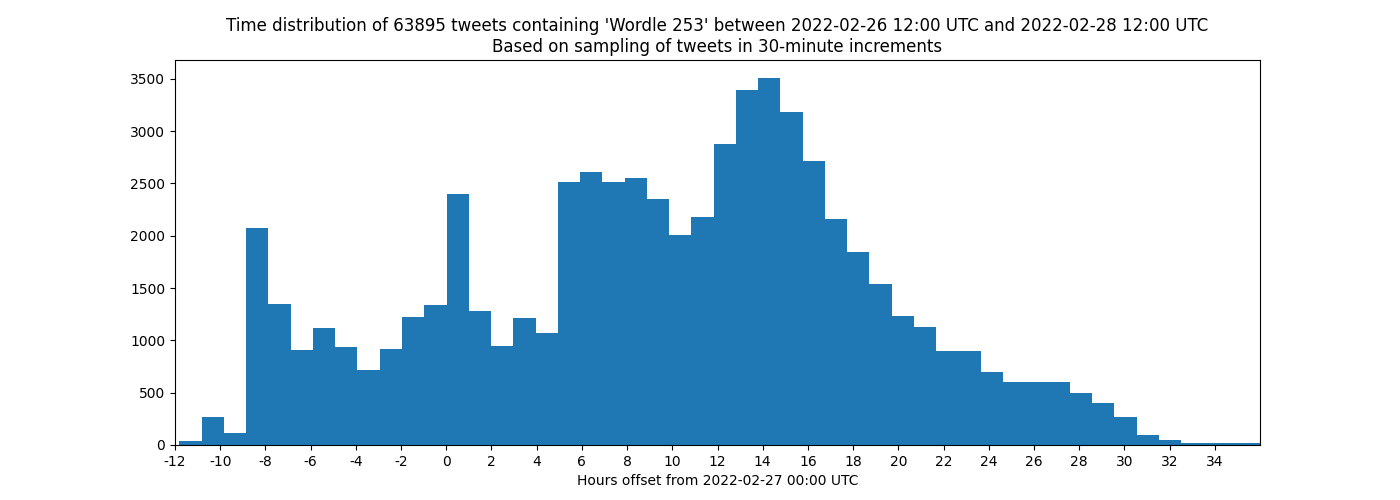 Time distribution of 63895 tweets containing 'Wordle 253' between 2022-02-26 12:00 UTC and 2022-02-28 12:00 UTC
Based on sampling of tweets in 30-minute increments
3500
3000
2500
2000
1500
1000
500
0
-12 -10 -8 -6 -4 -2 0 2 4 6 8 10 12 14 16 18 20 22 24 26 28 30 32 34
Hours offset from 2022-02-27 00:00 UTC